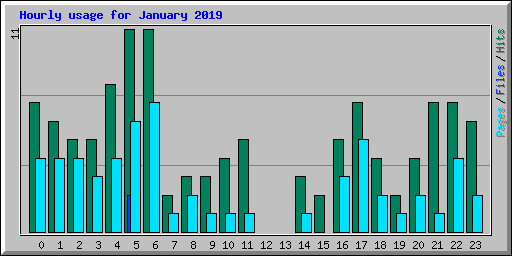 Hourly usage for January 2019
11
Pages / Files / Hits
0 1 2 3 4 5 6 7 8 9 10 11 12 13 14 15 16 17 18 19 20 21 22 23